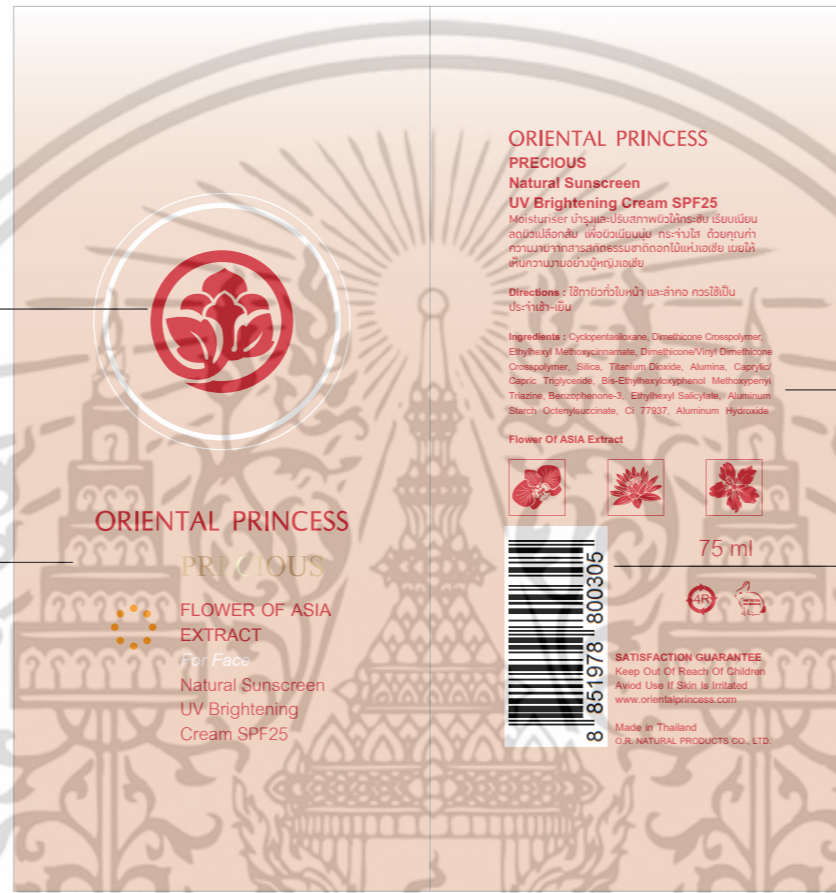 ORIENTAL PRINCESS
PRECIOUS
FLOWER OF ASIA
EXTRACT
For Face
Natural Sunscreen
UV Brightening
Cream SPF25
ORIENTAL PRINCESS
PRECIOUS
Natural Sunscreen
UV Brightening Cream SPF25
Moisturiser บำรุงและปรับสภาพผิวให้กระชับ เรียบเนียน
ลดผิวเปลือกส้ม เพื่อผิวเนียนนุ่ม กระจ่างใส ด้วยคุณค่า
ความงามจากสารสกัดธรรมชาติดอกไม้แห่งเอเชีย เผยให้
เห็นความงามอย่างผู้หญิงเอเชีย
Directions : ใช้ทาผิวทั่วใบหน้า และลำคอ ควรใช้เป็น
ประจำเช้า-เย็น
Ingredients : Cyclopentasiloxane, Dimethicone Crosspolymer,
Ethylhexyl Methoxycinnamate, Dimethicone/Vinyl Dimethicone
Crosspolymer, Silica, Titanium Dioxide, Alumina, Caprylic/
Capric Triglyceride, Bis-Ethylhexyloxyphenol Methoxypenyl
Triazine, Benzophenone-3, Ethylhexyl Salicylate, Aluminum
Starch Octenylsuccinate, CI 77937, Aluminum Hydroxide
Flower Of ASIA Extract
8 851978 800305
75 ml
4R
SATISFACTION GUARANTEE
Keep Out Of Reach Of Children
Aviod Use If Skin Is Irritated
www.orientalprincess.com
Made in Thailand
O.R. NATURAL PRODUCTS CO., LTD.